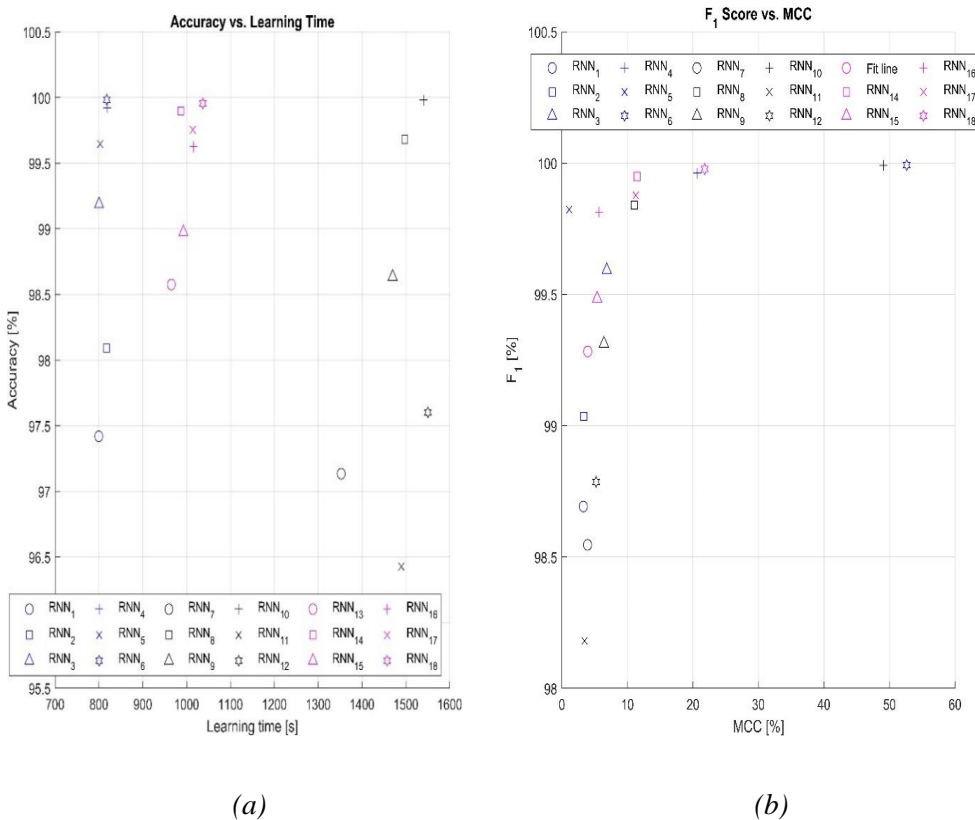 Accuracy vs. Learning Time
100.5
100
99.5
99
98.5
98
97.5
97
96.5
95.5
Accuracy [%]
RNN1 RNN4 RNN7 RNN10 RNN13 RNN16
RNN2 RNN5 RNN8 RNN11 RNN14 RNN17
RNN3 RNN6 RNN9 RNN12 RNN15 RNN18
700 800 900 1000 1100 1200 1300 1400 1500 1600
Learning time [s]
(a)
F1 Score vs. MCC
100.5
RNN1 RNN4 RNN7 RNN10 Fit line RNN16
RNN2 RNN5 RNN8 RNN11 RNN14 RNN17
RNN3 RNN6 RNN9 RNN12 RNN15 RNN18
100
99.5
99
98.5
98
F1 [%]
0 10 20 30 40 50 60
MCC [%]
(b)